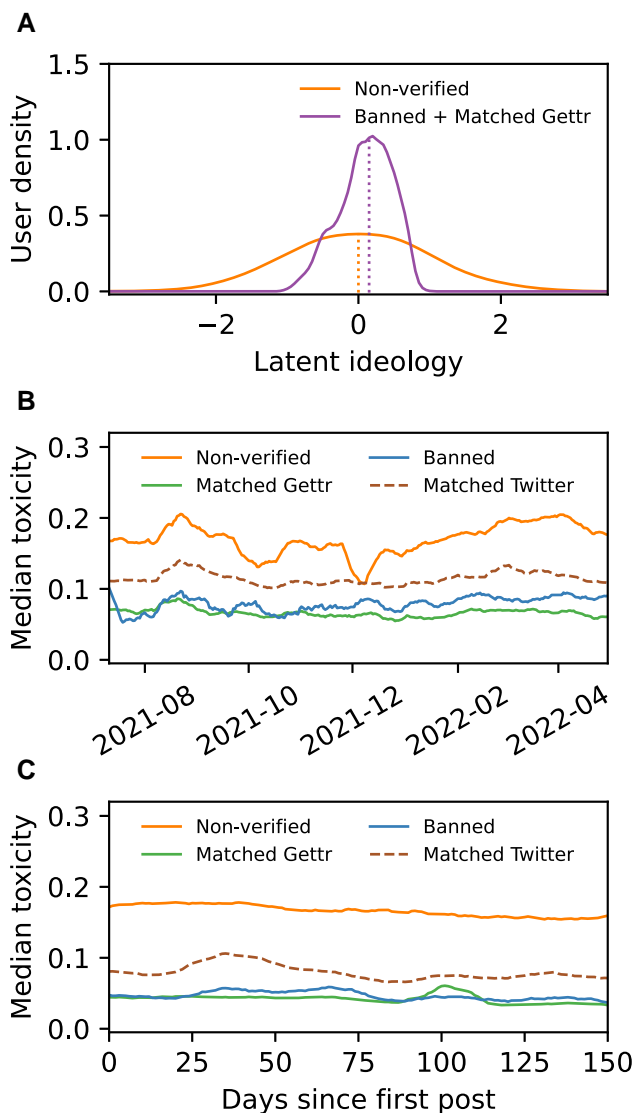 A
1.5
1.0
0.5
0.0
User density
Non-verified
Banned + Matched Gettr
−2 0 2
Latent ideology
B
0.3
0.2
0.1
0.0
Median toxicity
Non-verified Banned
Matched Gettr Matched Twitter
2021-08 2021-10 2021-12 2022-02 2022-04
C
0.3
0.2
0.1
0.0
Median toxicity
Non-verified Banned
Matched Gettr Matched Twitter
0 25 50 75 100 125 150
Days since first post